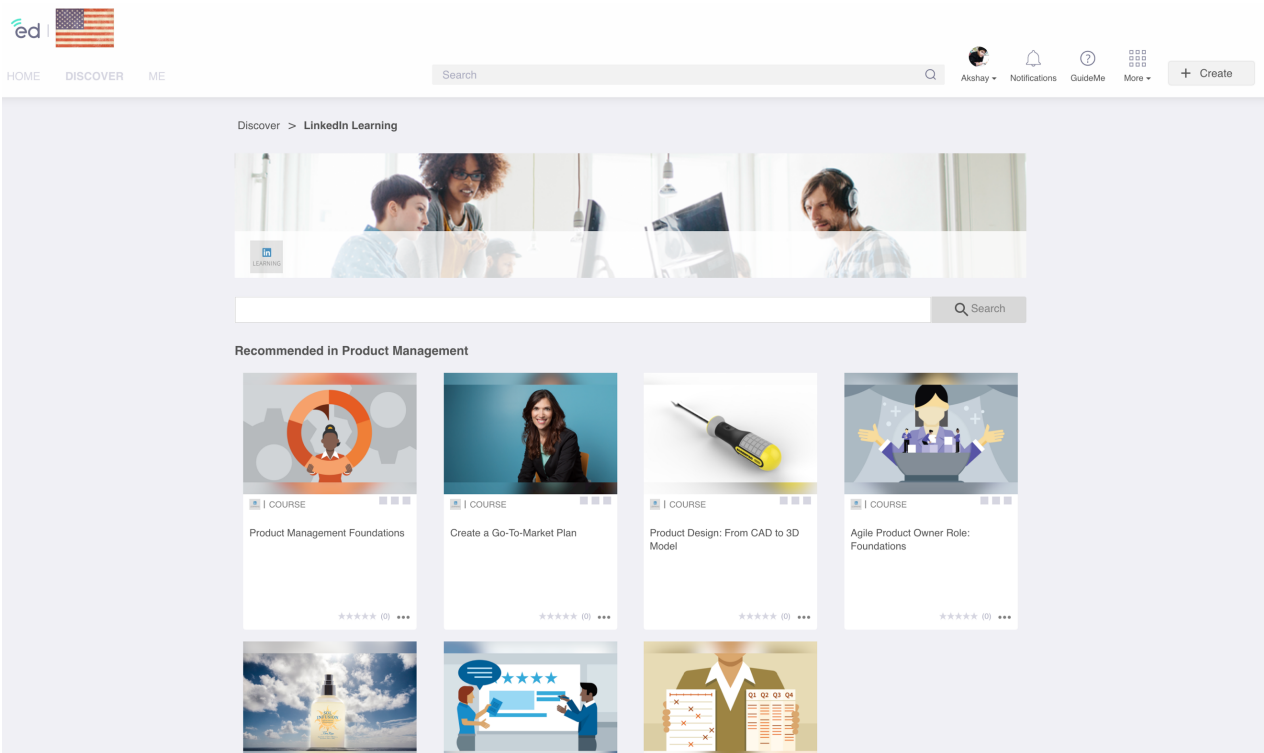 ed
HOME DISCOVER ME
Search
Akshay
Notifications
GuideMe
More
+ Create
Discover > LinkedIn Learning
in
LEARNING
Search
Recommended in Product Management
| COURSE
Product Management Foundations
(0)
| COURSE
Create a Go-To-Market Plan
(0)
| COURSE
Product Design: From CAD to 3D
Model
(0)
| COURSE
Agile Product Owner Role:
Foundations
(0)
Q1 Q2 Q3 Q4